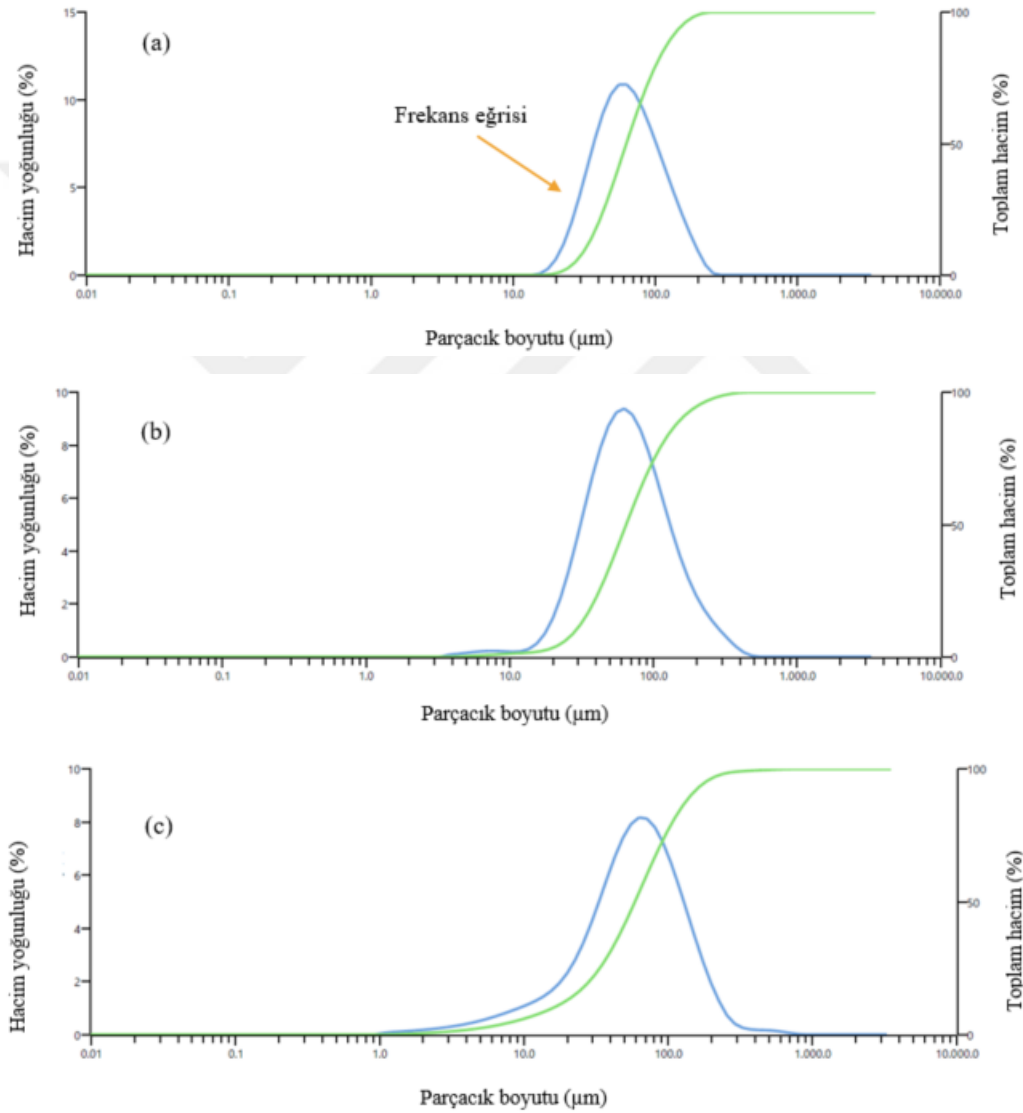 (a)
Frekans eğrisi
Hacim yoğunluğu (%)
Toplam hacim (%)
15
10
5
0
100
50
0
0.01 0.1 1.0 10.0 100.0 1.000.0 10.000.0
Parçacık boyutu (µm)
(b)
Hacim yoğunluğu (%)
Toplam hacim (%)
10
8
6
4
2
0
100
50
0
0.01 0.1 1.0 10.0 100.0 1.000.0 10.000.0
Parçacık boyutu (µm)
(c)
Hacim yoğunluğu (%)
Toplam hacim (%)
10
8
6
4
2
0
100
50
0
0.01 0.1 1.0 10.0 100.0 1.000.0 10.000.0
Parçacık boyutu (µm)